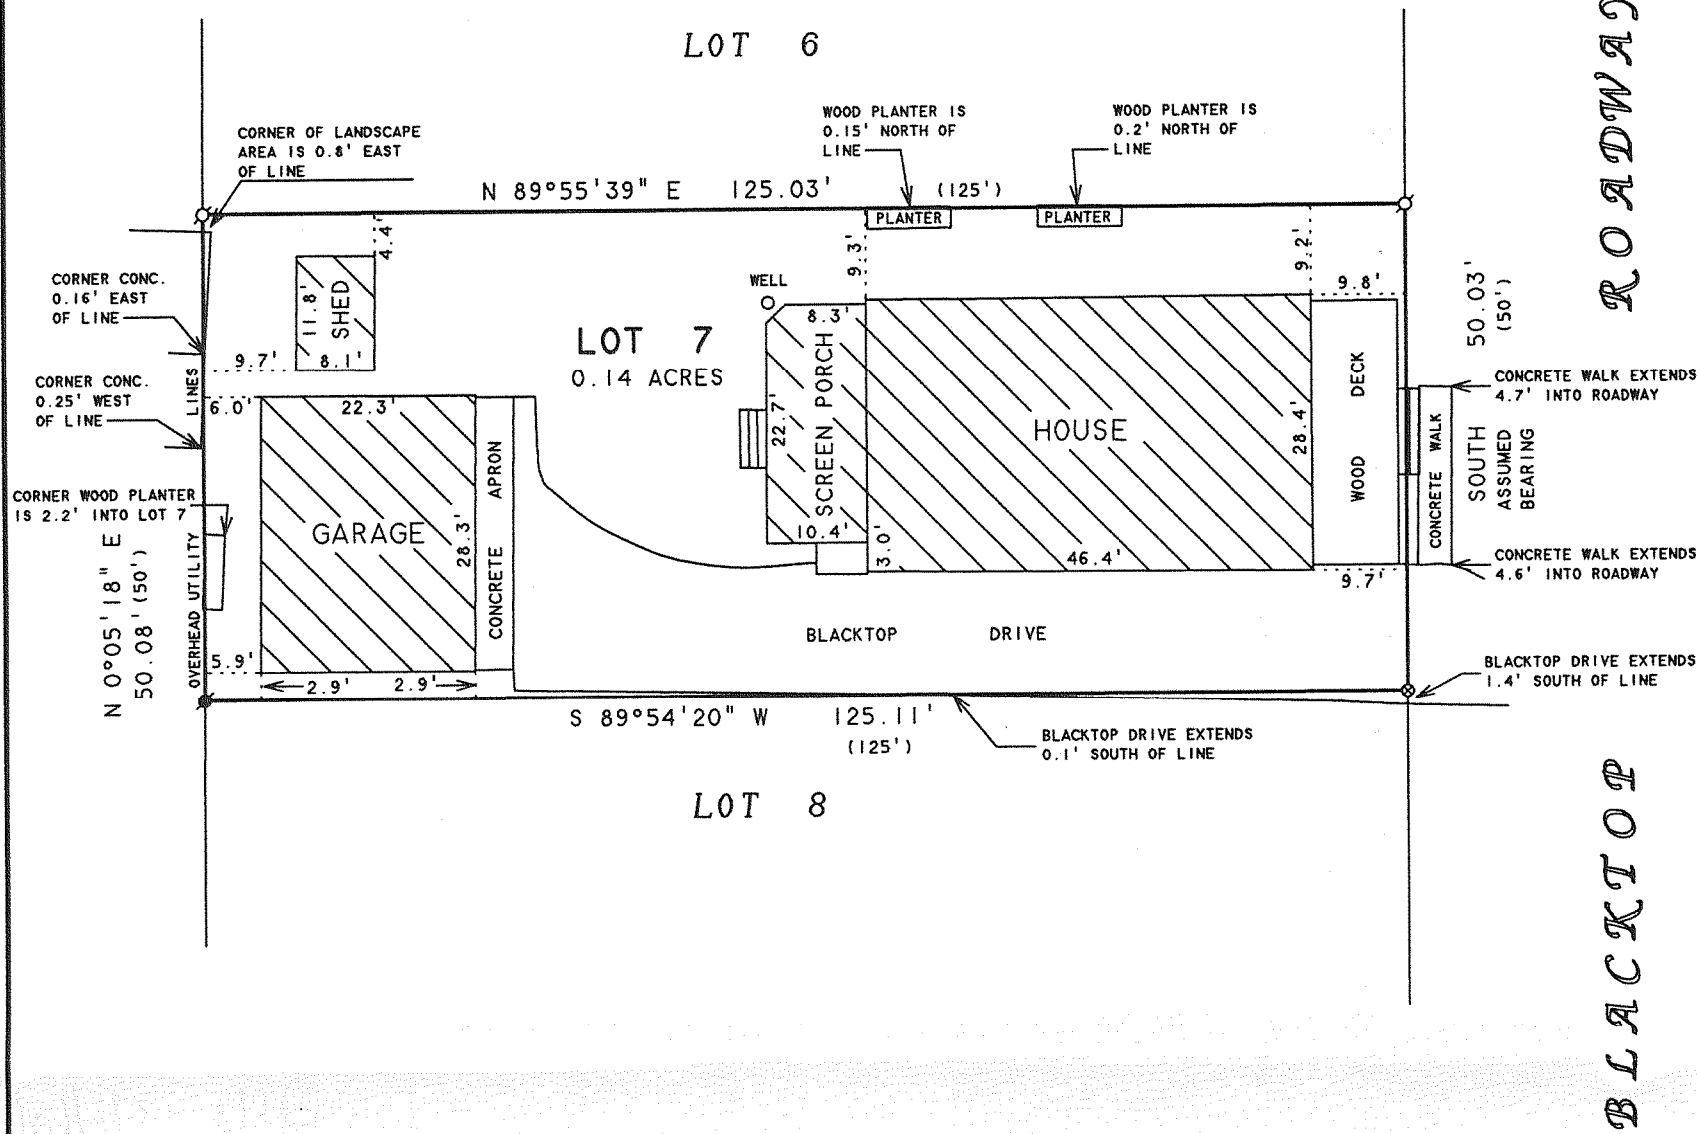 LOT 6
WOOD PLANTER IS
0.15' NORTH OF
LINE
WOOD PLANTER IS
0.2' NORTH OF
LINE
CORNER OF LANDSCAPE
AREA IS 0.8' EAST
OF LINE
N 89°55'39" E 125.03' (125')
PLANTER
PLANTER
4.4'
9.3'
9.2'
CORNER CONC.
0.16' EAST
OF LINE
11.8'
SHED
9.7'
8.1'
WELL
8.3'
LOT 7
0.14 ACRES
9.8'
50.03'
(50')
CORNER CONC.
0.25' WEST
OF LINE
OVERHEAD UTILITY LINES
6.0'
22.3'
22.7'
SCREEN PORCH
HOUSE
28.4'
WOOD DECK
CONCRETE WALK
CONCRETE WALK EXTENDS
4.7' INTO ROADWAY
SOUTH
ASSUMED
BEARING
CORNER WOOD PLANTER
IS 2.2' INTO LOT 7
GARAGE
28.3'
CONCRETE APRON
10.4'
3.0'
46.4'
9.7'
CONCRETE WALK EXTENDS
4.6' INTO ROADWAY
N 0°05'18" E
50.08' (50')
BLACKTOP DRIVE
5.9'
2.9' 2.9'
BLACKTOP DRIVE EXTENDS
1.4' SOUTH OF LINE
S 89°54'20" W 125.11'
(125')
BLACKTOP DRIVE EXTENDS
0.1' SOUTH OF LINE
LOT 8
BLACKTOP ROADWAY